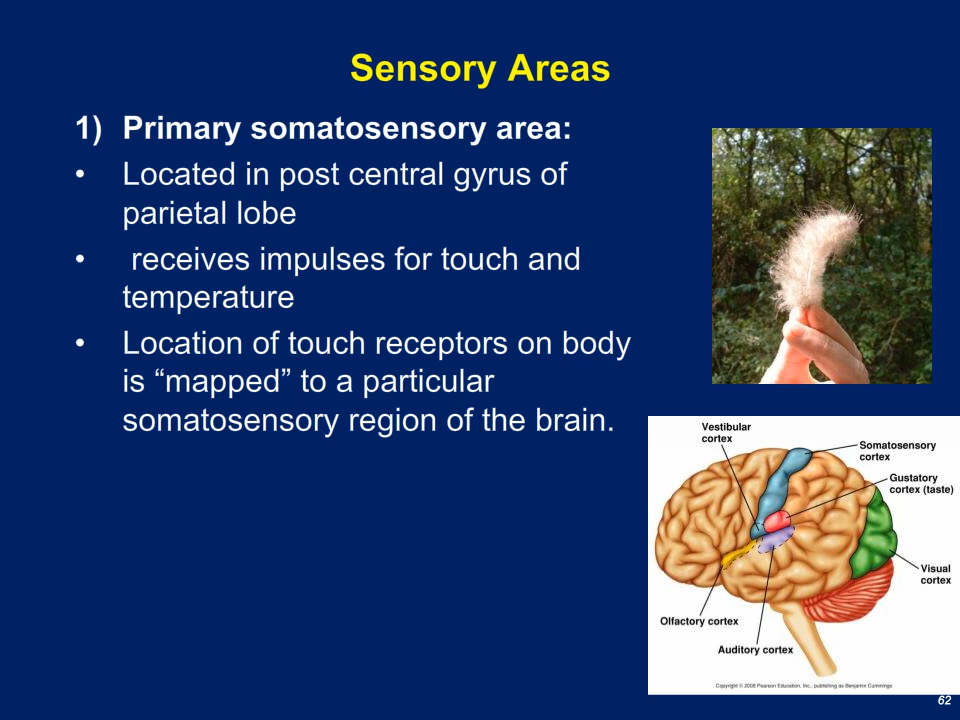 Sensory Areas
1) Primary somatosensory area:
• Located in post central gyrus of
parietal lobe
• receives impulses for touch and
temperature
• Location of touch receptors on body
is “mapped” to a particular
somatosensory region of the brain.
Vestibular
cortex
Somatosensory
cortex
Gustatory
cortex (taste)
Visual
cortex
Olfactory cortex
Auditory cortex
Copyright © 2008 Pearson Education, Inc., publishing as Benjamin Cummings
62